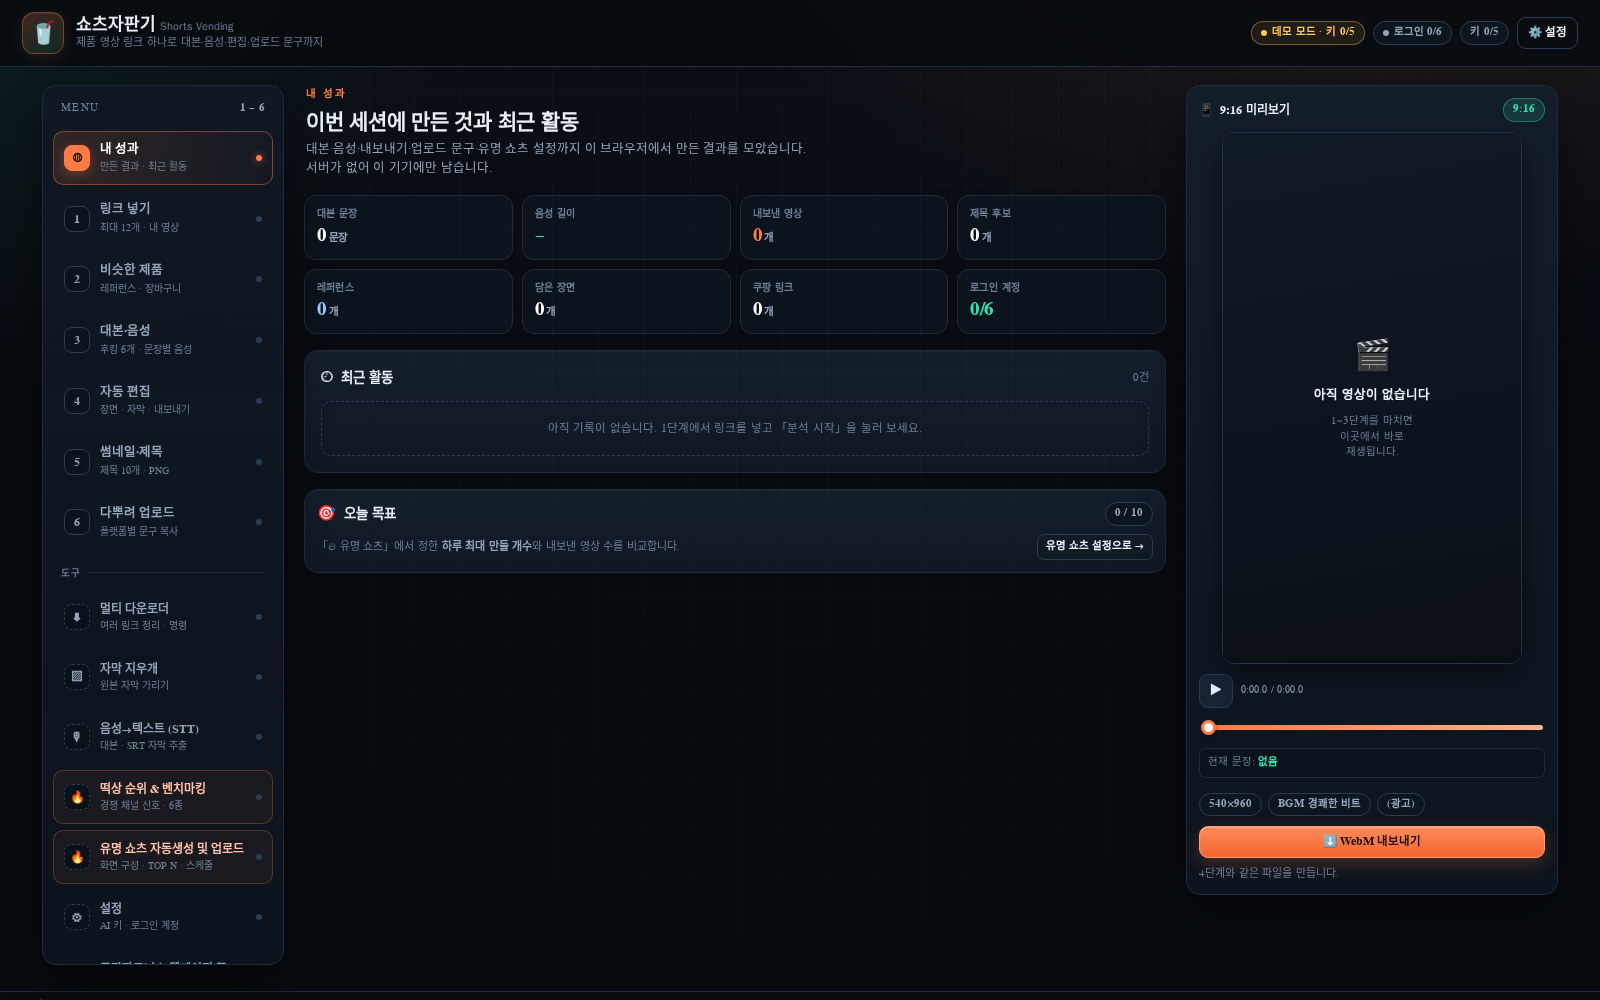 쇼츠자판기 Shorts Vending
제품 영상 링크 하나로 대본·음성·편집·업로드 문구까지
데모 모드 · 키 0/5
로그인 0/6
키 0/5
설정
MENU
1 – 6
내 성과
만든 결과 · 최근 활동
1
링크 넣기
최대 12개 · 내 영상
2
비슷한 제품
레퍼런스 · 장바구니
3
대본·음성
후킹 6개 · 문장별 음성
4
자동 편집
장면 · 자막 · 내보내기
5
썸네일·제목
제목 10개 · PNG
6
다뿌려 업로드
플랫폼별 문구 복사
도구
멀티 다운로더
여러 링크 정리 · 명령
자막 지우개
원본 자막 가리기
음성→텍스트 (STT)
대본 · SRT 자막 추출
떡상 순위 & 벤치마킹
경쟁 채널 신호 · 6종
유명 쇼츠 자동생성 및 업로드
화면 구성 · TOP N · 스케줄
설정
AI 키 · 로그인 계정
내 성과
이번 세션에 만든 것과 최근 활동
대본·음성·내보내기·업로드 문구·유명 쇼츠 설정까지 이 브라우저에서 만든 결과를 모았습니다.
서버가 없어 이 기기에만 남습니다.
대본 문장
0 문장
음성 길이
–
내보낸 영상
0 개
제목 후보
0 개
레퍼런스
0 개
담은 장면
0 개
쿠팡 링크
0 개
로그인 계정
0/6
최근 활동
0건
아직 기록이 없습니다. 1단계에서 링크를 넣고 「분석 시작」을 눌러 보세요.
오늘 목표
0 / 10
「유명 쇼츠」에서 정한 하루 최대 만들 개수와 내보낸 영상 수를 비교합니다.
유명 쇼츠 설정으로 →
9:16 미리보기
9:16
아직 영상이 없습니다
1~3단계를 마치면
이곳에서 바로
재생됩니다.
0:00.0 / 0:00.0
현재 문장: 없음
540×960
BGM 경쾌한 비트
(광고)
WebM 내보내기
4단계와 같은 파일을 만듭니다.